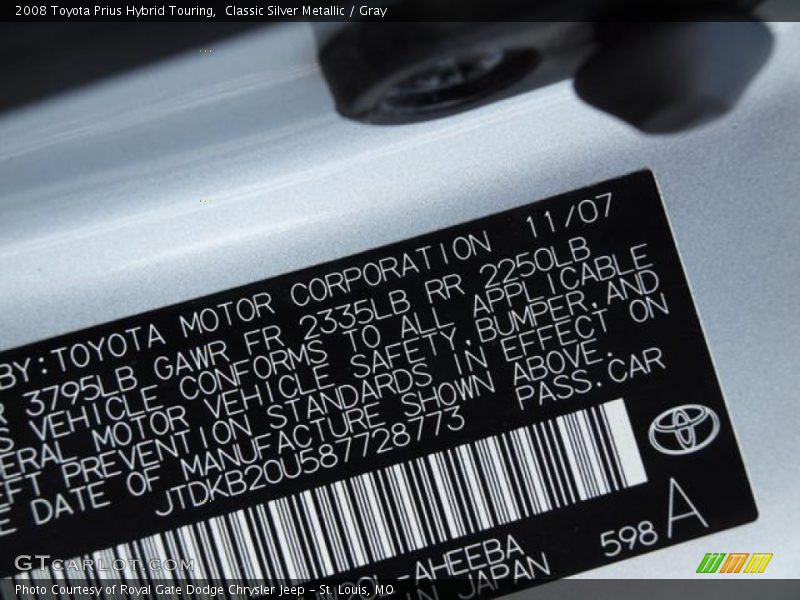 2008 Toyota Prius Hybrid Touring, Classic Silver Metallic / Gray
BY:TOYOTA MOTOR CORPORATION 11/07
3795LB GAWR FR 2335LB RR 2250LB
VEHICLE CONFORMS TO ALL APPLICABLE
MOTOR VEHICLE SAFETY,BUMPER,AND
PREVENTION STANDARDS IN EFFECT ON
DATE OF MANUFACTURE SHOWN ABOVE.
JTDKB20U587728773 PASS.CAR
-AHEEBA 598 A
IN JAPAN
GTCARLOT.COM
Photo Courtesy of Royal Gate Dodge Chrysler Jeep – St. Louis, MO